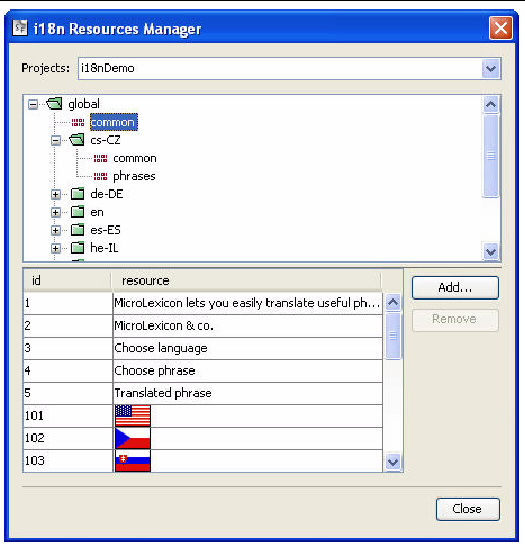 i18n Resources Manager
Projects: i18nDemo
global
common
cs-CZ
common
phrases
de-DE
en
es-ES
he-IL
id resource
1 MicroLexicon lets you easily translate useful ph...
2 MicroLexicon & co.
3 Choose language
4 Choose phrase
5 Translated phrase
101
102
103
Add...
Remove
Close